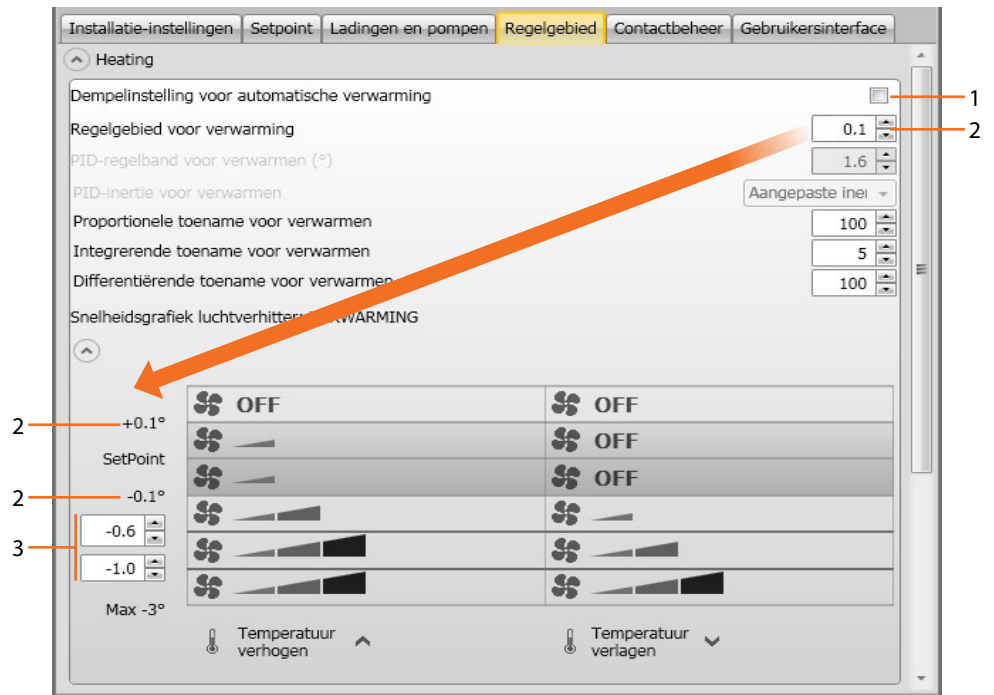 Installatie-instellingen Setpoint Ladingen en pompen Regelgebied Contactbeheer Gebruikersinterface
Heating
Dempelinstelling voor automatische verwarming 1
Regelgebied voor verwarming 0.1 2
PID-regelband voor verwarmen (°) 1.6
PID-inertie voor verwarmen Aangepaste iner
Proportionele toename voor verwarmen 100
Integrerende toename voor verwarmen 5
Differentiërende toename voor verwarmen 100
Snelheidsgrafiek luchtverhitter: VERWARMING
OFF OFF
2 +0.1°
OFF
SetPoint
OFF
2 -0.1°
-0.6
3
-1.0
Max -3°
Temperatuur verhogen Temperatuur verlagen